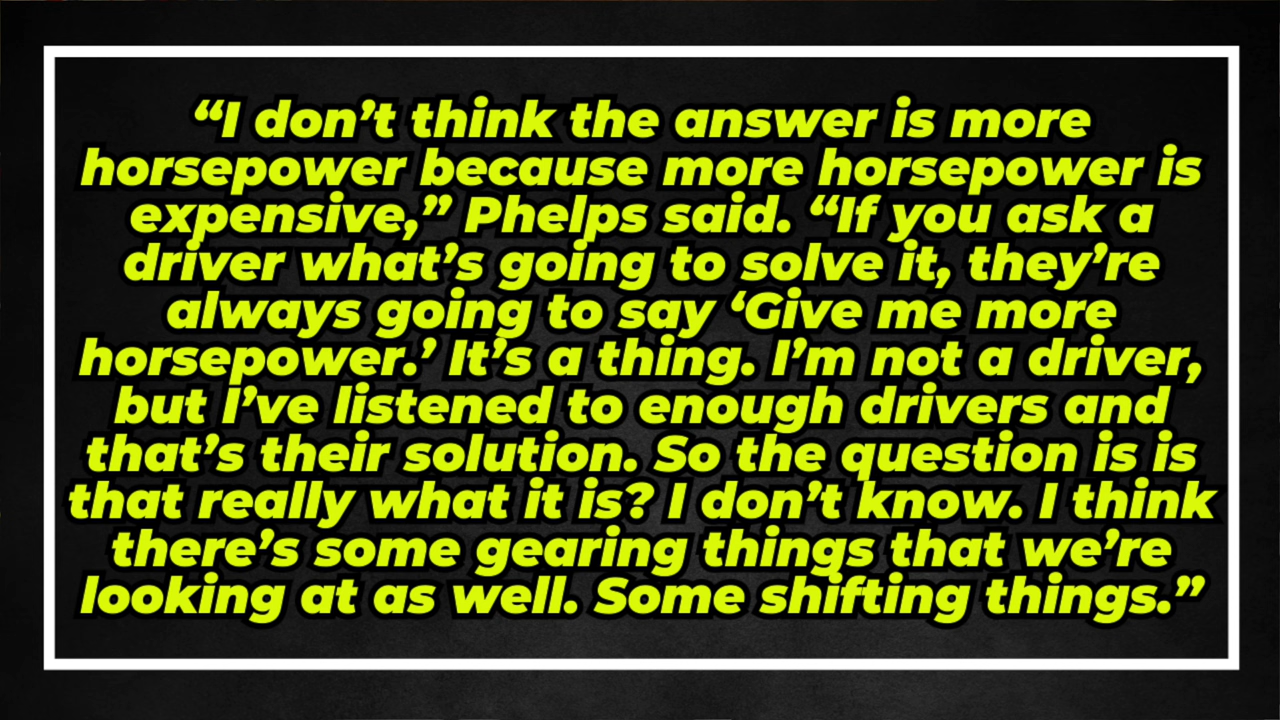 “I don’t think the answer is more
horsepower because more horsepower is
expensive,” Phelps said. “If you ask a
driver what’s going to solve it, they’re
always going to say ‘Give me more
horsepower.’ It’s a thing. I’m not a driver,
but I’ve listened to enough drivers and
that’s their solution. So the question is is
that really what it is? I don’t know. I think
there’s some gearing things that we’re
looking at as well. Some shifting things.”